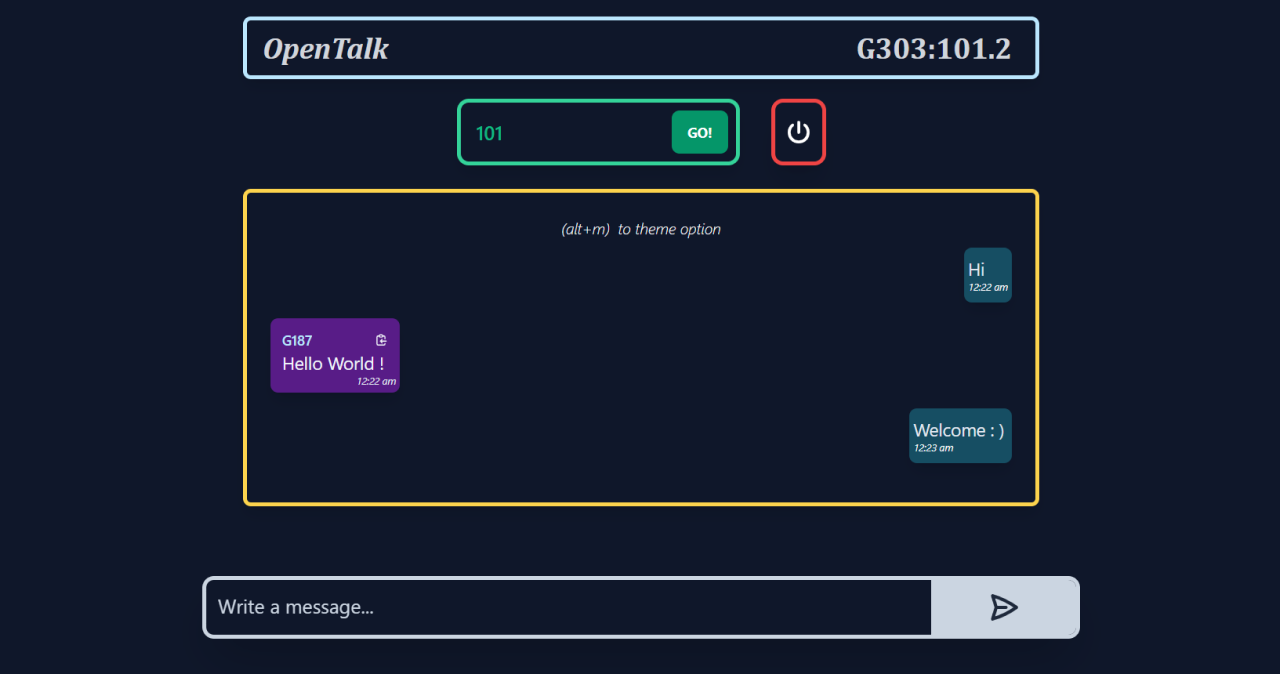 OpenTalk G303:101.2
101 GO!
(alt+m) to theme option
Hi
12:22 am
G187
Hello World !
12:22 am
Welcome : )
12:23 am
Write a message...